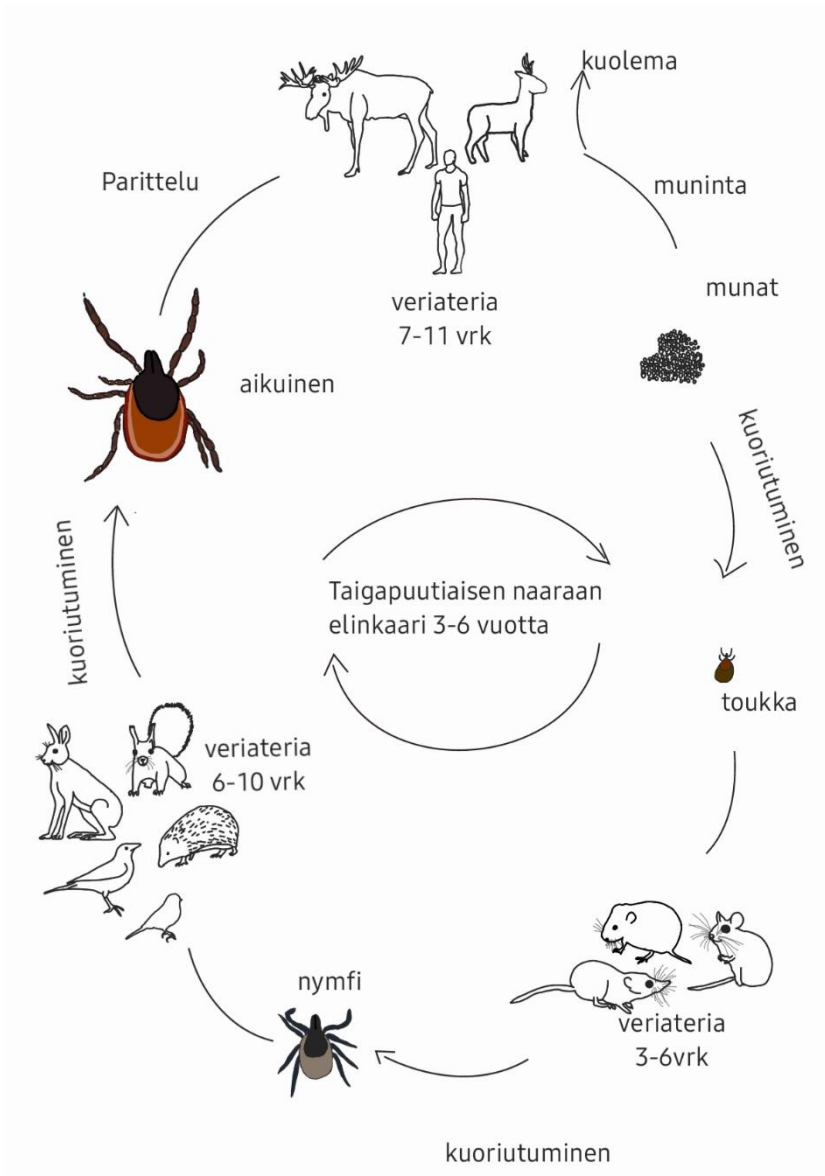 kuolema
Parittelu
muninta
veriateria
7-11 vrk
munat
aikuinen
kuoriutuminen
kuoriutuminen
Taigapuutiaisen naaraan
elinkaari 3-6 vuotta
toukka
veriateria
6-10 vrk
nymfi
veriateria
3-6vrk
kuoriutuminen